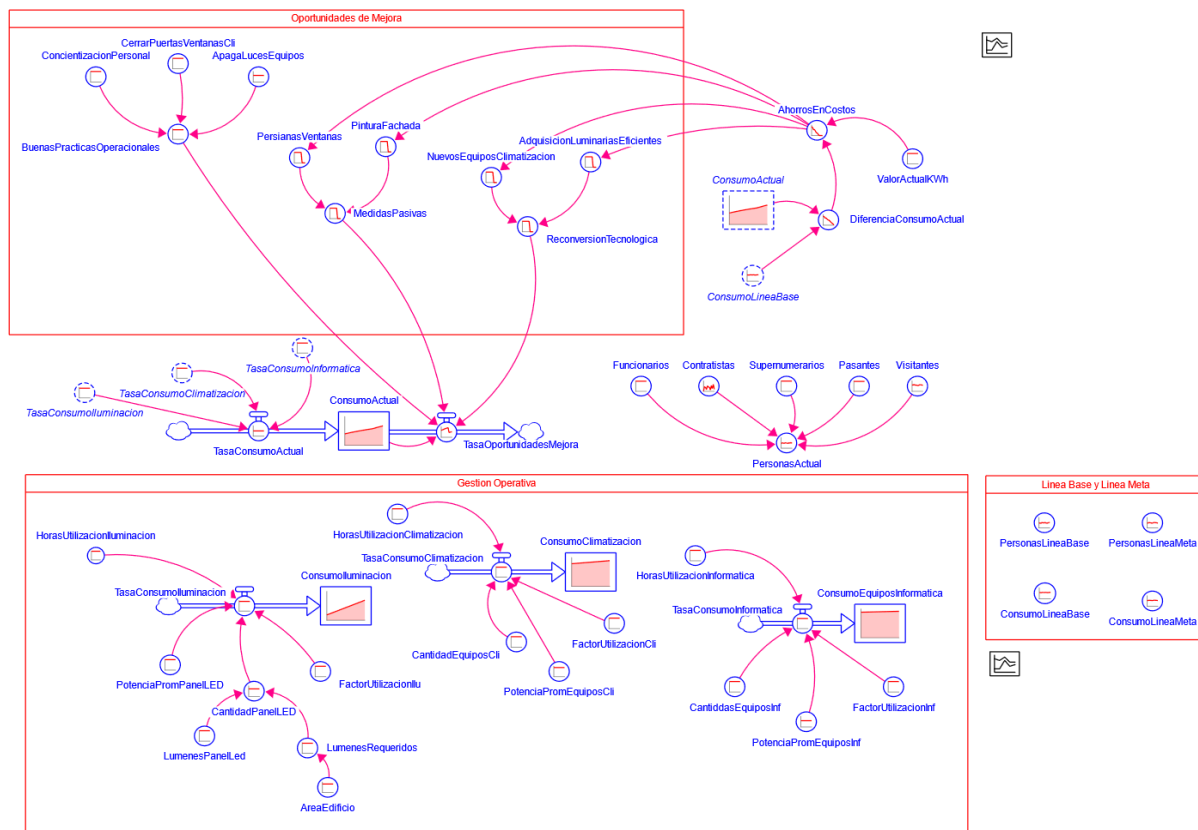 Oportunidades de Mejora
CerrarPuertasVentanasCli
ConcientizacionPersonal
ApagaLucesEquipos
BuenasPracticasOperacionales
PersianasVentanas
PinturaFachada
MedidasPasivas
NuevosEquiposClimatizacion
AdquisicionLuminariasEficientes
ReconversionTecnologica
AhorrosEnCostos
ValorActualKWh
ConsumoActual
DiferenciaConsumoActual
ConsumoLineaBase
TasaConsumoInformatica
TasaConsumoClimatizacion
TasaConsumoIluminacion
ConsumoActual
TasaConsumoActual
TasaOportunidadesMejora
Funcionarios
Contratistas
Supernumerarios
Pasantes
Visitantes
PersonasActual
Gestion Operativa
HorasUtilizacionIluminacion
TasaConsumoIluminacion
ConsumoIluminacion
PotenciaPromPanelLED
FactorUtilizacionIlu
CantidadPanelLED
LumenesPanelLed
LumenesRequeridos
AreaEdificio
HorasUtilizacionClimatizacion
TasaConsumoClimatizacion
ConsumoClimatizacion
FactorUtilizacionCli
CantidadEquiposCli
PotenciaPromEquiposCli
HorasUtilizacionInformatica
TasaConsumoInformatica
ConsumoEquiposInformatica
CantiddasEquiposInf
FactorUtilizacionInf
PotenciaPromEquiposInf
Linea Base y Linea Meta
PersonasLineaBase
PersonasLineaMeta
ConsumoLineaBase
ConsumoLineaMeta